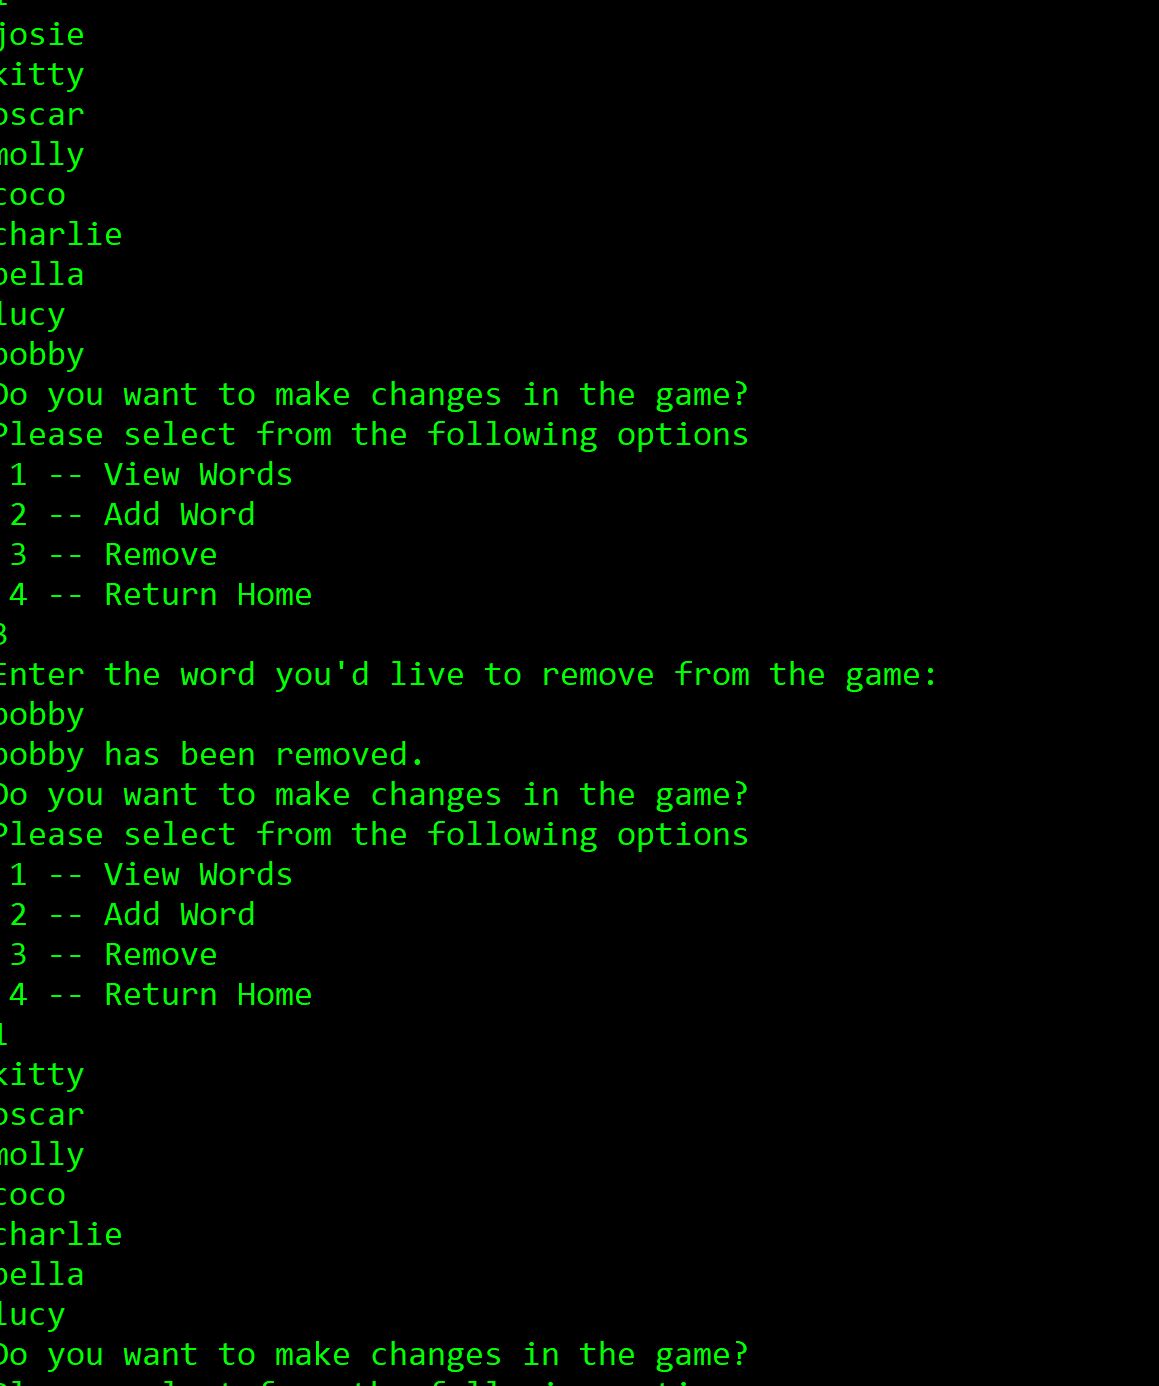 josie
kitty
oscar
molly
coco
charlie
bella
lucy
bobby
Do you want to make changes in the game?
Please select from the following options
1 -- View Words
2 -- Add Word
3 -- Remove
4 -- Return Home
3
Enter the word you'd live to remove from the game:
bobby
bobby has been removed.
Do you want to make changes in the game?
Please select from the following options
1 -- View Words
2 -- Add Word
3 -- Remove
4 -- Return Home
1
kitty
oscar
molly
coco
charlie
bella
lucy
Do you want to make changes in the game?